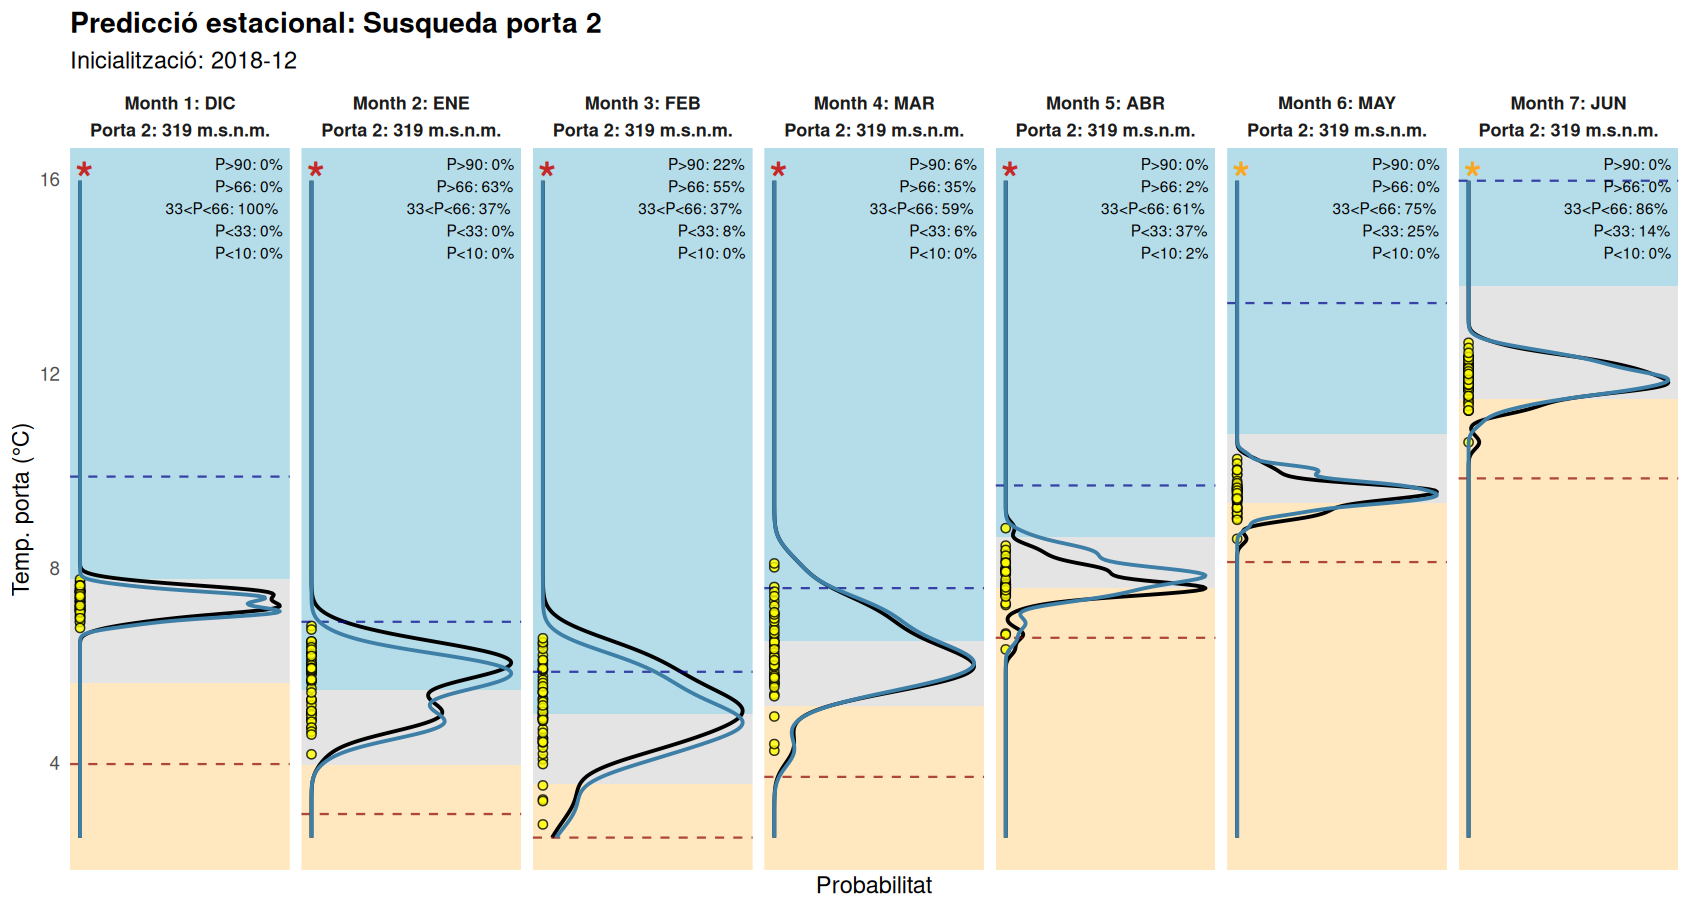 Predicció estacional: Susqueda porta 2
Inicialització: 2018-12
Month 1: DIC
Porta 2: 319 m.s.n.m.
Month 2: ENE
Porta 2: 319 m.s.n.m.
Month 3: FEB
Porta 2: 319 m.s.n.m.
Month 4: MAR
Porta 2: 319 m.s.n.m.
Month 5: ABR
Porta 2: 319 m.s.n.m.
Month 6: MAY
Porta 2: 319 m.s.n.m.
Month 7: JUN
Porta 2: 319 m.s.n.m.
Temp. porta (°C)
16
12
8
4
*
P>90: 0%
P>66: 0%
33<P<66: 100%
P<33: 0%
P<10: 0%
*
P>90: 0%
P>66: 63%
33<P<66: 37%
P<33: 0%
P<10: 0%
*
P>90: 22%
P>66: 55%
33<P<66: 37%
P<33: 8%
P<10: 0%
*
P>90: 6%
P>66: 35%
33<P<66: 59%
P<33: 6%
P<10: 0%
*
P>90: 0%
P>66: 2%
33<P<66: 61%
P<33: 37%
P<10: 2%
*
P>90: 0%
P>66: 0%
33<P<66: 75%
P<33: 25%
P<10: 0%
*
P>90: 0%
P>66: 0%
33<P<66: 86%
P<33: 14%
P<10: 0%
Probabilitat